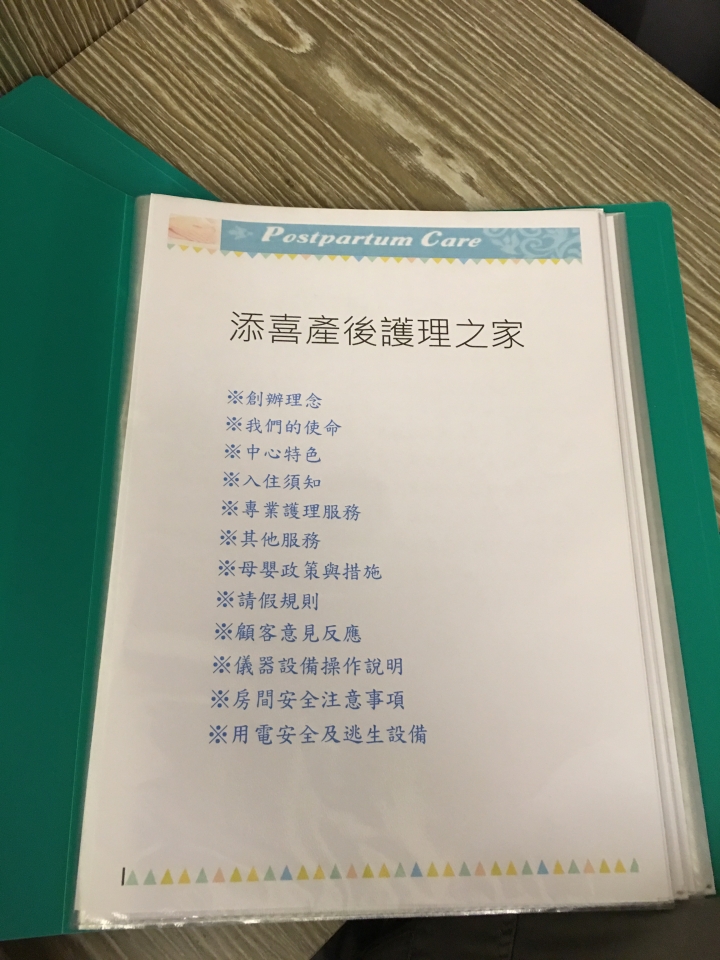 Postpartum Care
添喜產後護理之家
※創辦理念
※我們的使命
※中心特色
※入住須知
※專業護理服務
※其他服務
※母嬰政策與措施
※請假規則
※顧客意見反應
※儀器設備操作說明
※房間安全注意事項
※用電安全及逃生設備